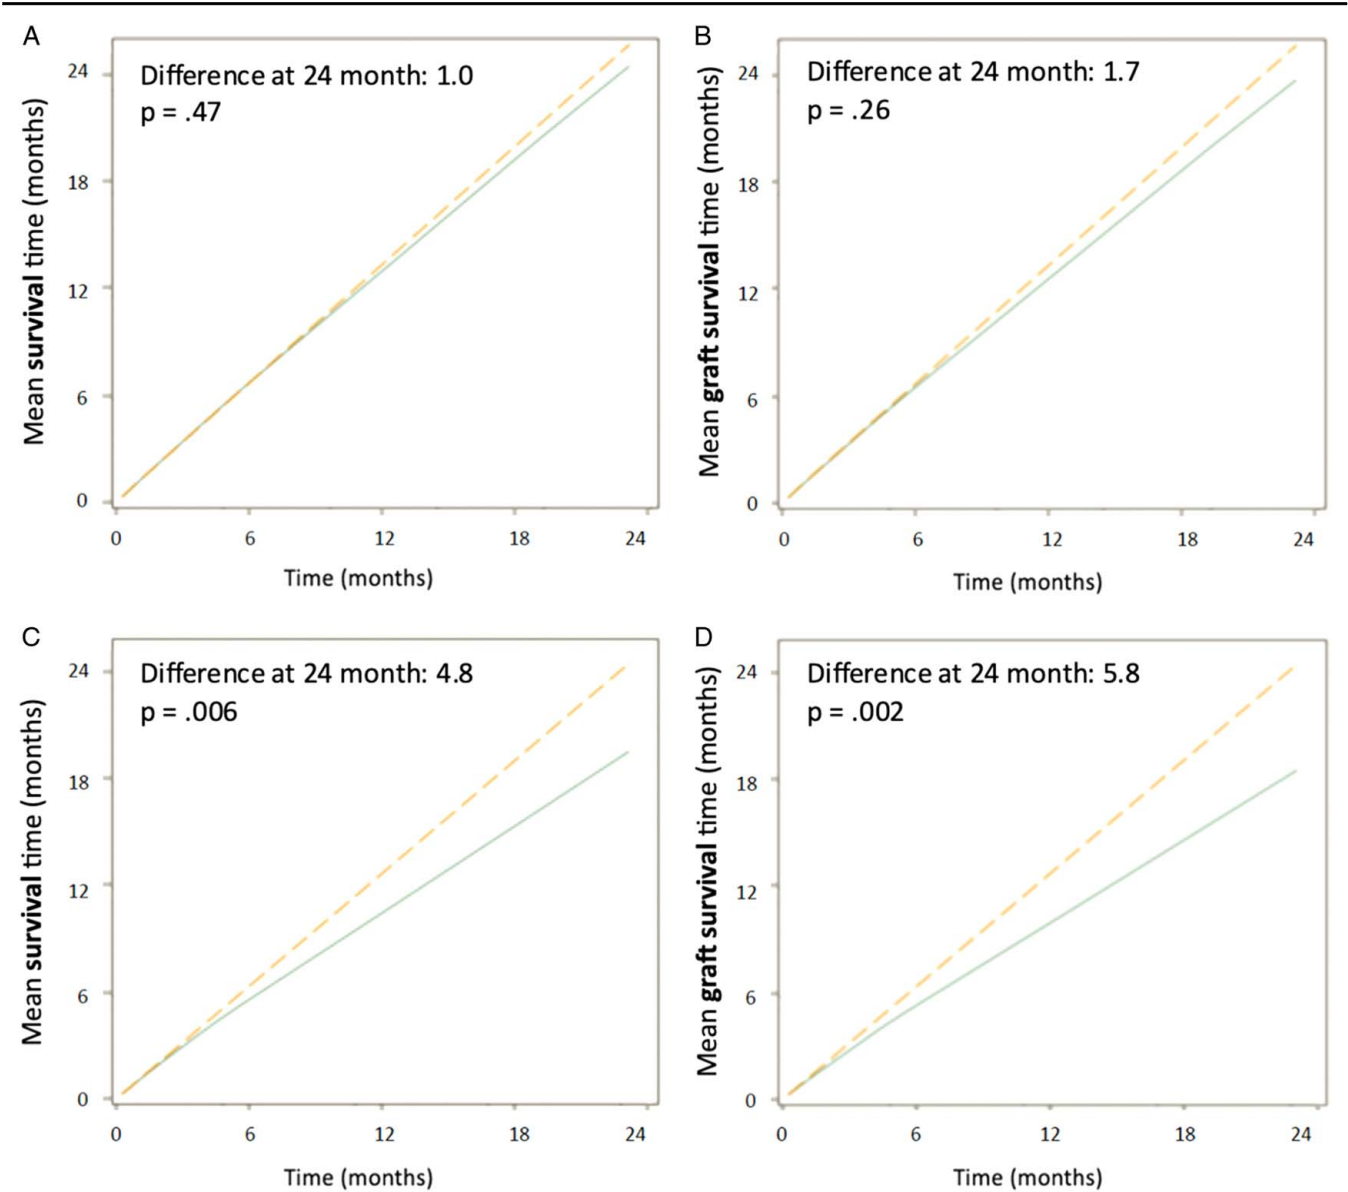 A
Difference at 24 month: 1.0
p = .47
Mean survival time (months)
24
18
12
6
0
0 6 12 18 24
Time (months)
B
Difference at 24 month: 1.7
p = .26
Mean graft survival time (months)
24
18
12
6
0
0 6 12 18 24
Time (months)
C
Difference at 24 month: 4.8
p = .006
Mean survival time (months)
24
18
12
6
0
0 6 12 18 24
Time (months)
D
Difference at 24 month: 5.8
p = .002
Mean graft survival time (months)
24
18
12
6
0
0 6 12 18 24
Time (months)